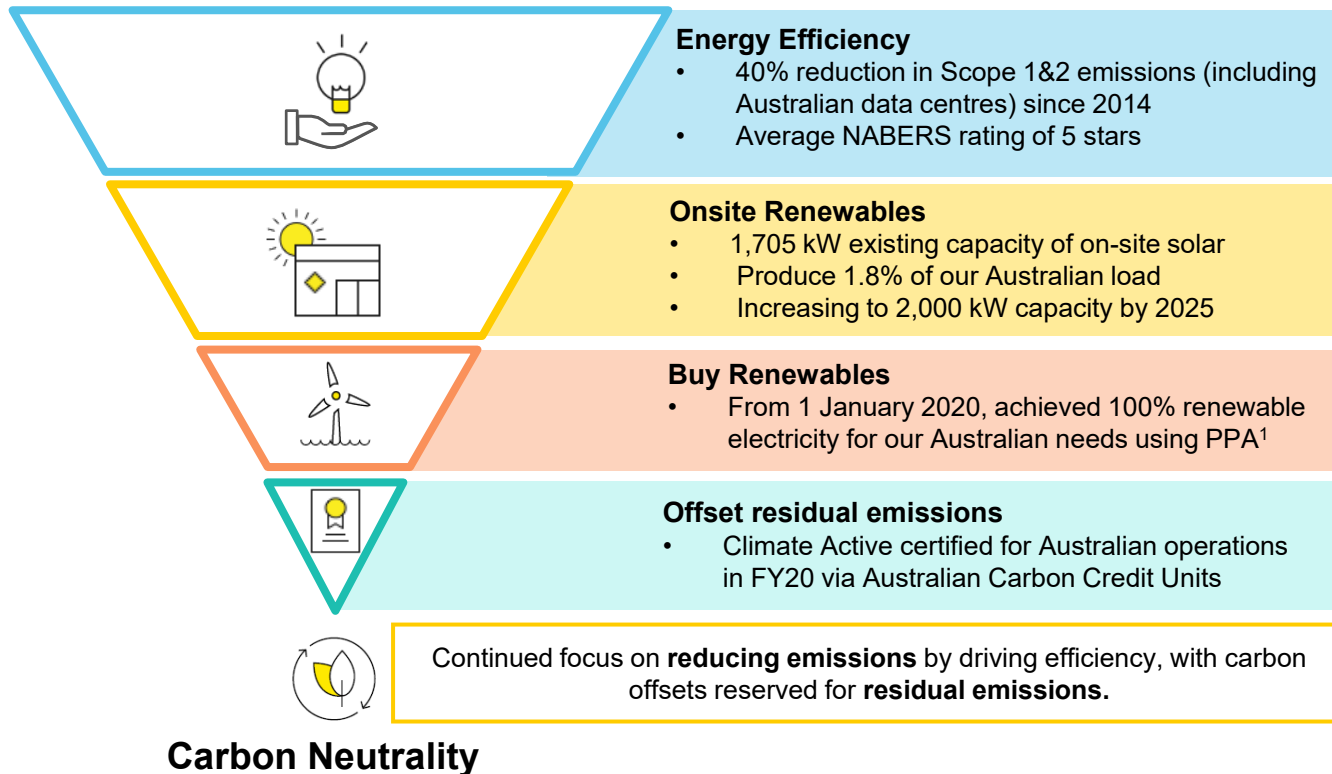 Energy Efficiency
• 40% reduction in Scope 1&2 emissions (including
Australian data centres) since 2014
• Average NABERS rating of 5 stars
Onsite Renewables
• 1,705 kW existing capacity of on-site solar
• Produce 1.8% of our Australian load
• Increasing to 2,000 kW capacity by 2025
Buy Renewables
• From 1 January 2020, achieved 100% renewable
electricity for our Australian needs using PPA¹
Offset residual emissions
• Climate Active certified for Australian operations
in FY20 via Australian Carbon Credit Units
Continued focus on reducing emissions by driving efficiency, with carbon
offsets reserved for residual emissions.
Carbon Neutrality